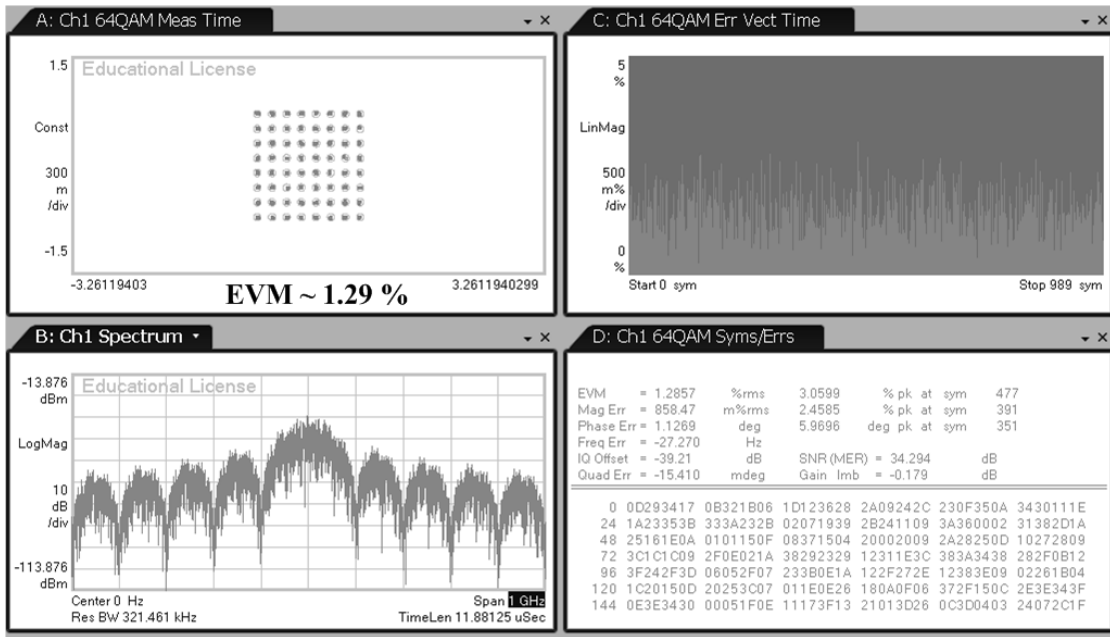 A: Ch1 64QAM Meas Time
1.5
Educational License
Const
300
m
/div
-1.5
-3.26119403
3.2611940299
EVM ~ 1.29 %
C: Ch1 64QAM Err Vect Time
5
%
LinMag
500
m%
/div
0
%
Start 0 sym
Stop 989 sym
B: Ch1 Spectrum
-13.876
dBm
Educational License
LogMag
10
dB
/div
-113.876
dBm
Center 0 Hz
Span 1 GHz
Res BW 321.461 kHz
TimeLen 11.88125 uSec
D: Ch1 64QAM Syms/Errs
EVM = 1.2857 %rms 3.0599 % pk at sym 477
Mag Err = 858.47 m%rms 2.4585 % pk at sym 391
Phase Err = 1.1269 deg 5.9696 deg pk at sym 351
Freq Err = -27.270 Hz
IQ Offset = -39.21 dB SNR(MER) = 34.294 dB
Quad Err = -15.410 mdeg Gain Imb = -0.179 dB
0 0D293417 0B321B06 1D123628 2A09242C 230F350A 3430111E
24 1A23353B 333A232B 02071939 2B241109 3A360002 31382D1A
48 25161E0A 0101150F 08371504 20002009 2A28250D 10272809
72 3C1C1C09 2F0E021A 38292329 12311E3C 383A3438 282F0B12
96 3F242F3D 06052F07 233B0E1A 122F272E 12383E09 02261B04
120 1C20150D 20253C07 011E0E26 180A0F06 372F150C 2E3E343F
144 0E3E3430 00051F0E 11173F13 21013D26 0C3D0403 24072C1F